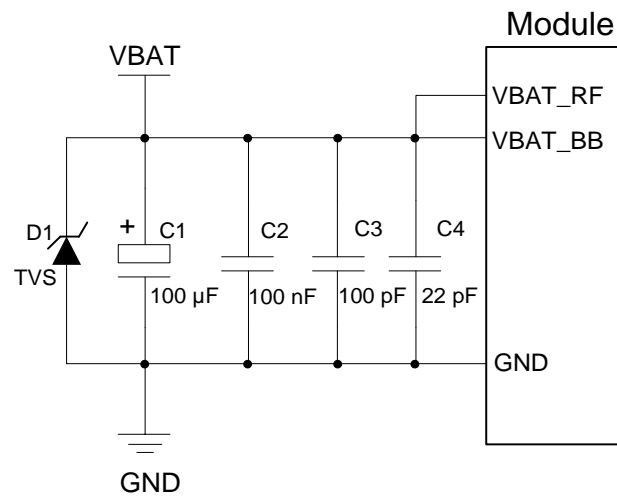 Module
VBAT
VBAT_RF
VBAT_BB
D1
TVS
+
C1
100 µF
C2
100 nF
C3
100 pF
C4
22 pF
GND
GND